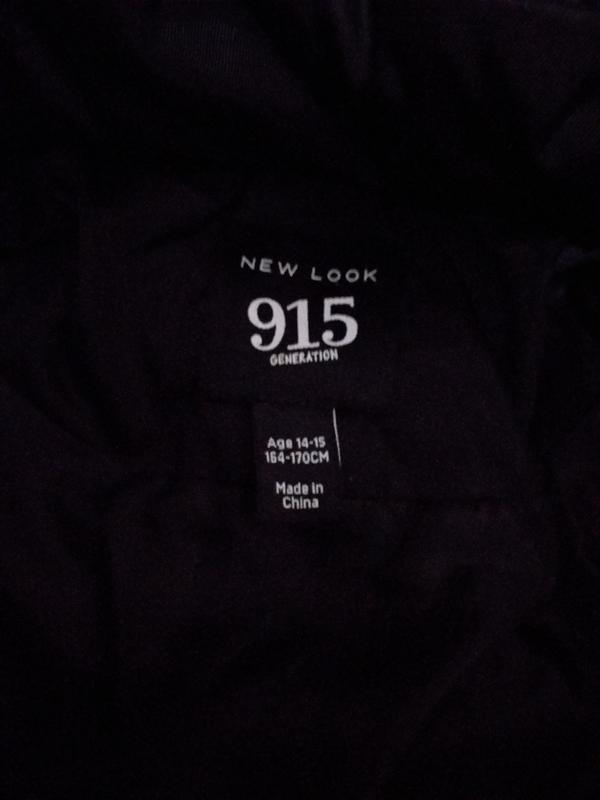 NEW LOOK
915
GENERATION
Age 14-15
164-170CM
Made in
China